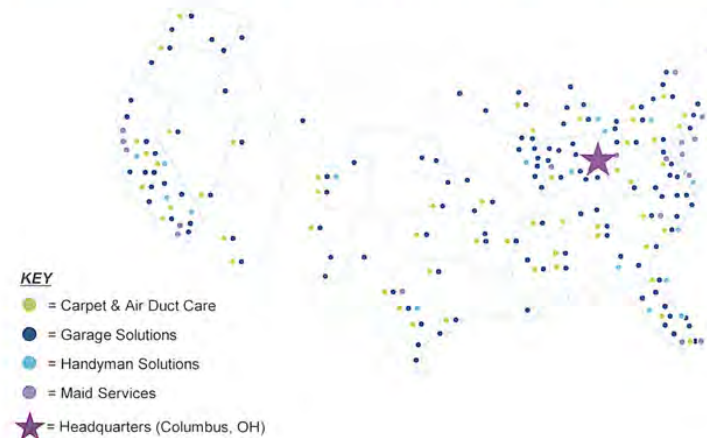 KEY
= Carpet & Air Duct Care
= Garage Solutions
= Handyman Solutions
= Maid Services
= Headquarters (Columbus, OH)